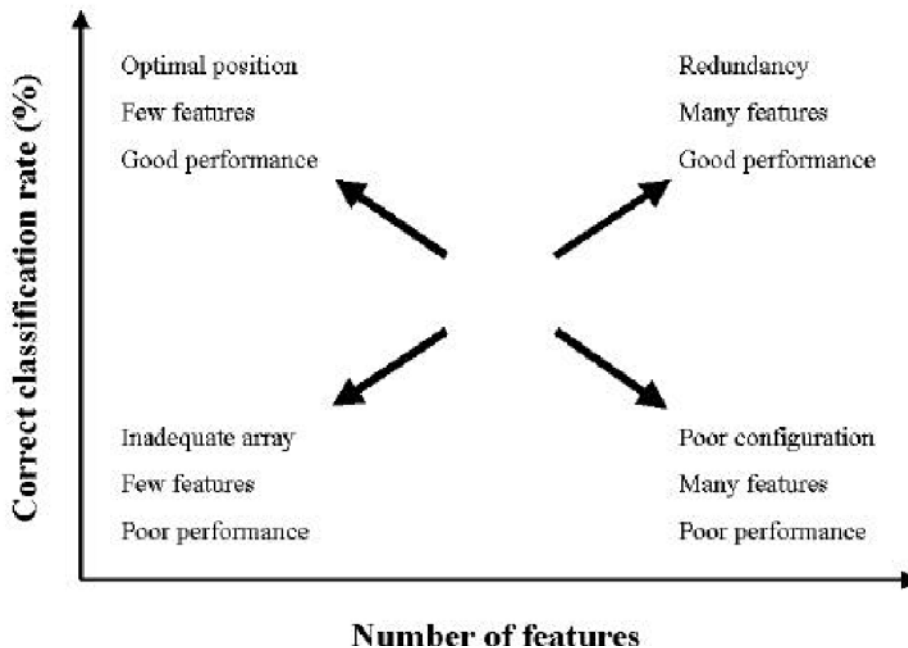 Correct classification rate (%)
Optimal position
Few features
Good performance
Redundancy
Many features
Good performance
Inadequate array
Few features
Poor performance
Poor configuration
Many features
Poor performance
Number of features